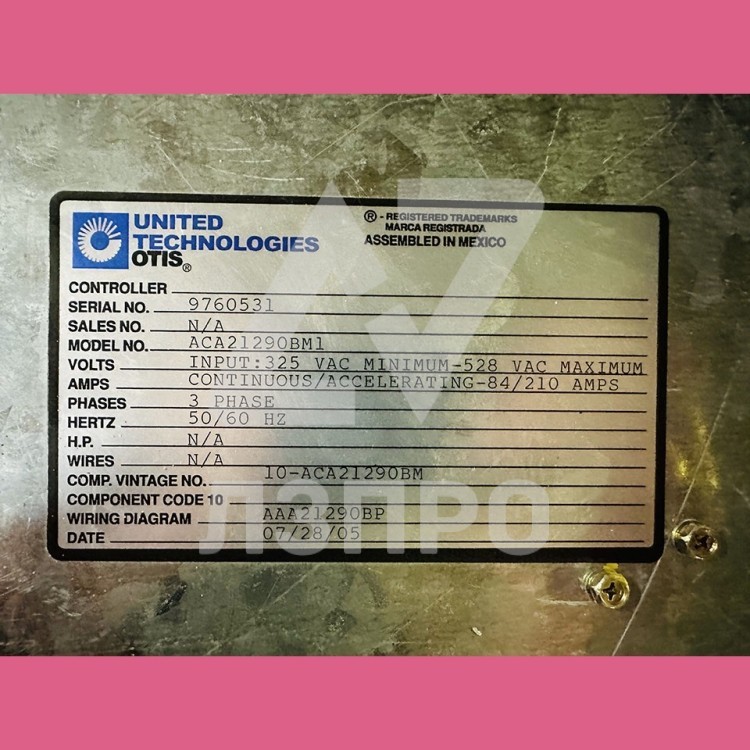 UNITED
TECHNOLOGIES
OTIS®
® - REGISTERED TRADEMARKS
MARCA REGISTRADA
ASSEMBLED IN MEXICO
CONTROLLER
SERIAL NO. 9760531
SALES NO. N/A
MODEL NO. ACA21290BM1
VOLTS INPUT:325 VAC MINIMUM-528 VAC MAXIMUM
AMPS CONTINUOUS/ACCELERATING-84/210 AMPS
PHASES 3 PHASE
HERTZ 50/60 HZ
H.P. N/A
WIRES N/A
COMP. VINTAGE NO. 10-ACA21290BM
COMPONENT CODE 10
WIRING DIAGRAM AAA21290BP
DATE 07/28/05
ЛЭПРО